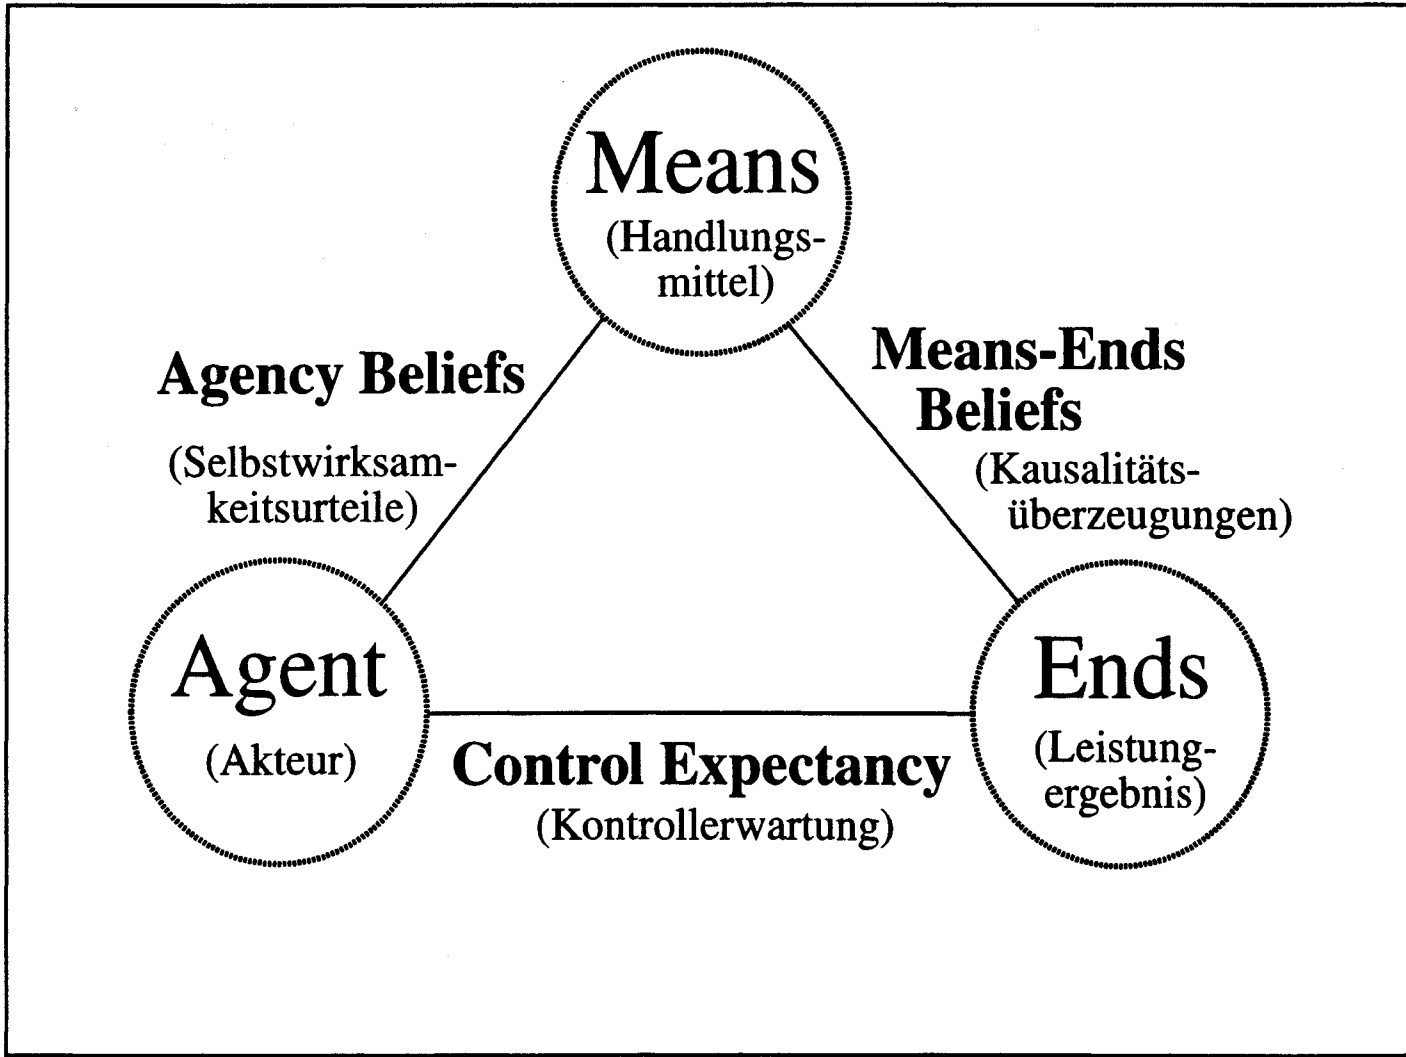 Means
(Handlungs-
mittel)
Agency Beliefs
(Selbstwirksam-
keitsurteile)
Means-Ends
Beliefs
(Kausalitäts-
überzeugungen)
Agent
(Akteur)
Control Expectancy
(Kontrollerwartung)
Ends
(Leistung-
ergebnis)